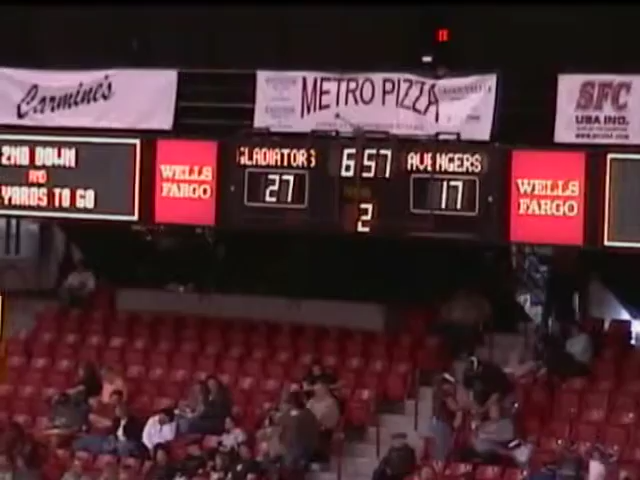 Carmine's
METRO PIZZA
SFC
USA INC.
2ND DOWN
AND
YARDS TO GO
WELLS
FARGO
GLADIATORS
27
6 57
2
AVENGERS
17
WELLS
FARGO